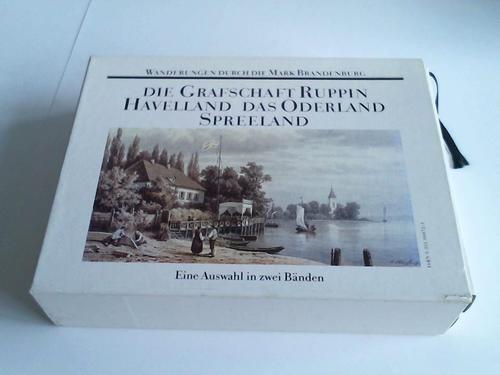 WANDERUNGEN DURCH DIE MARK BRANDENBURG
DIE GRAFSCHAFT RUPPIN
HAVELLAND DAS ODERLAND
SPREELAND
Eine Auswahl in zwei Bänden